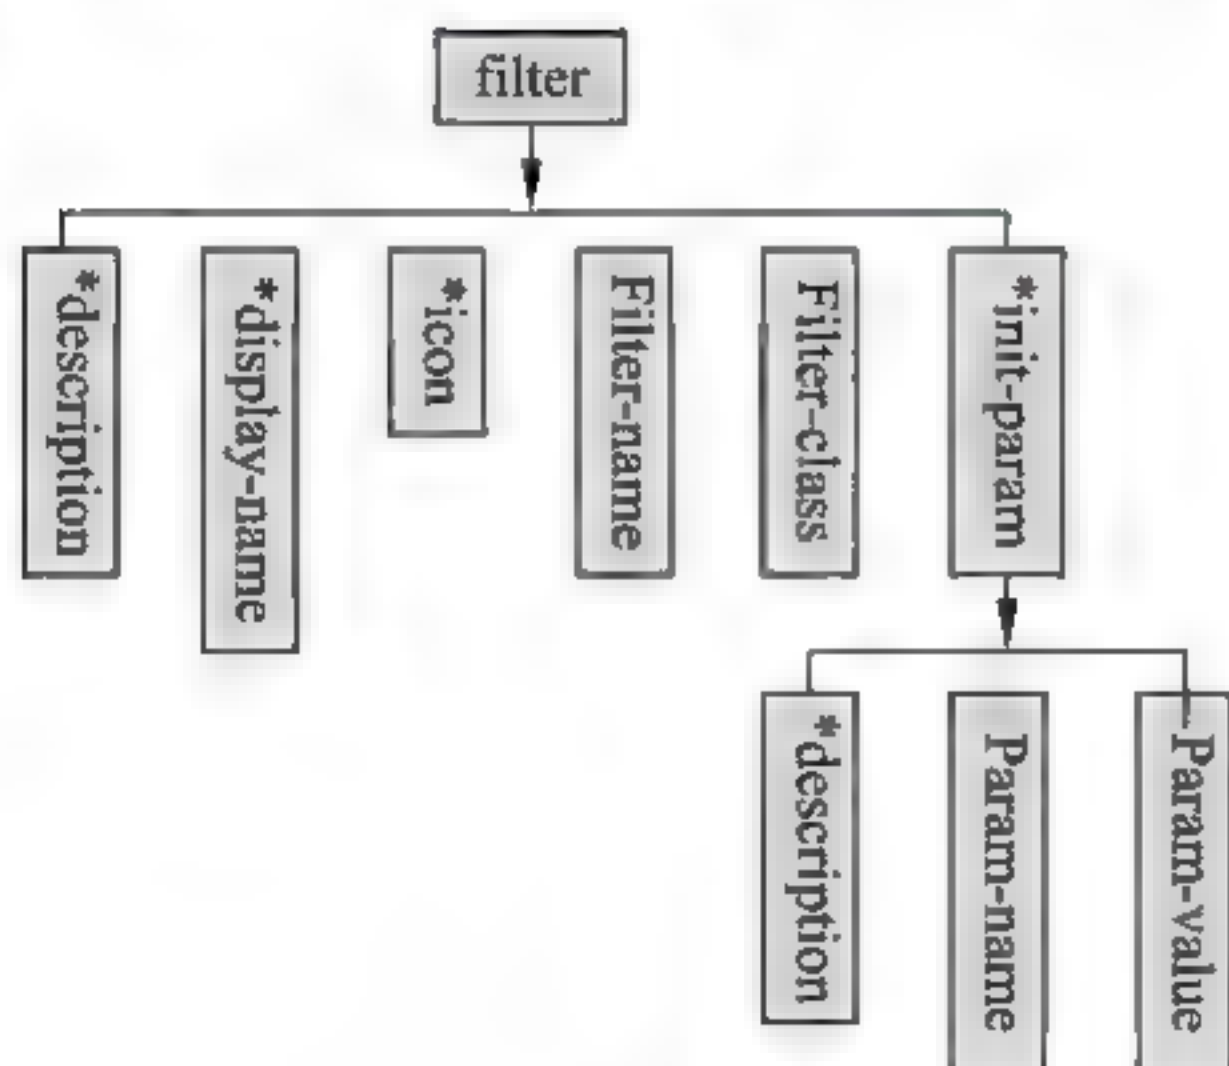 filter
*description
*display-name
*icon
Filter-name
Filter-class
*init-param
*description
Param-name
Param-value